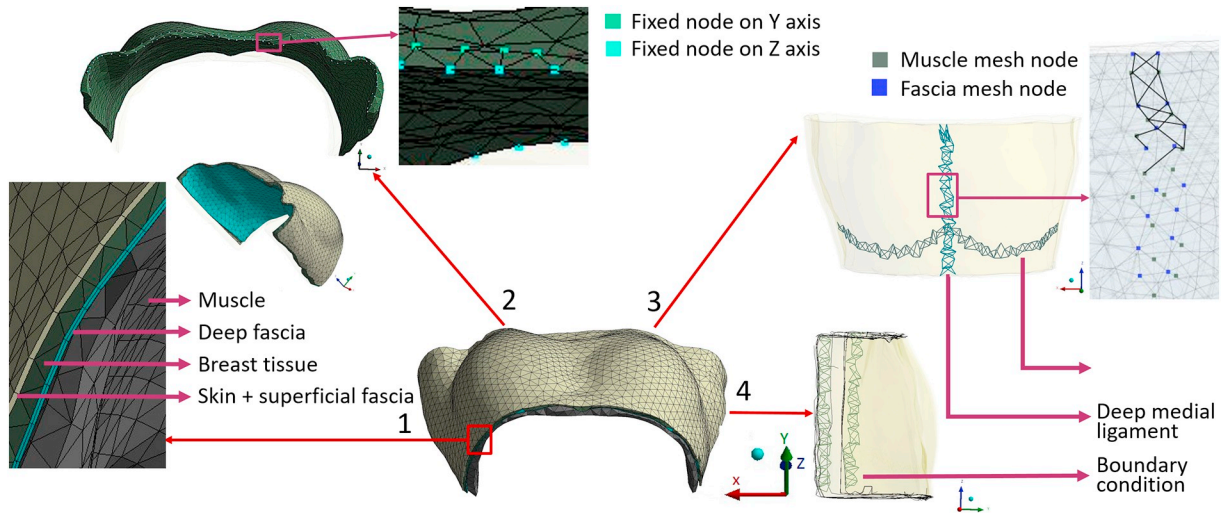 Fixed node on Y axis
Fixed node on Z axis
Muscle mesh node
Fascia mesh node
Muscle
Deep fascia
Breast tissue
Skin + superficial fascia
1
2
3
4
Deep medial
ligament
Boundary
condition
Y
Z
X